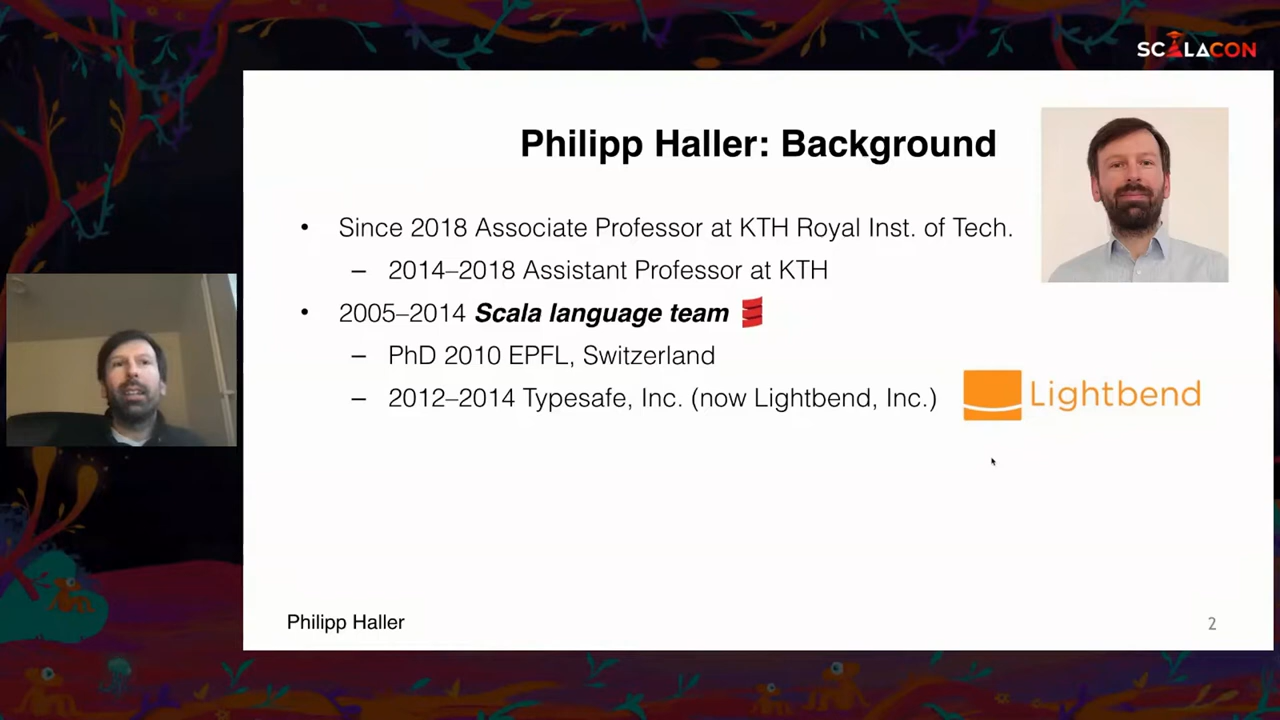 SCALACON
Philipp Haller: Background
• Since 2018 Associate Professor at KTH Royal Inst. of Tech.
– 2014–2018 Assistant Professor at KTH
• 2005–2014 Scala language team
– PhD 2010 EPFL, Switzerland
– 2012–2014 Typesafe, Inc. (now Lightbend, Inc.)
Lightbend
Philipp Haller
2